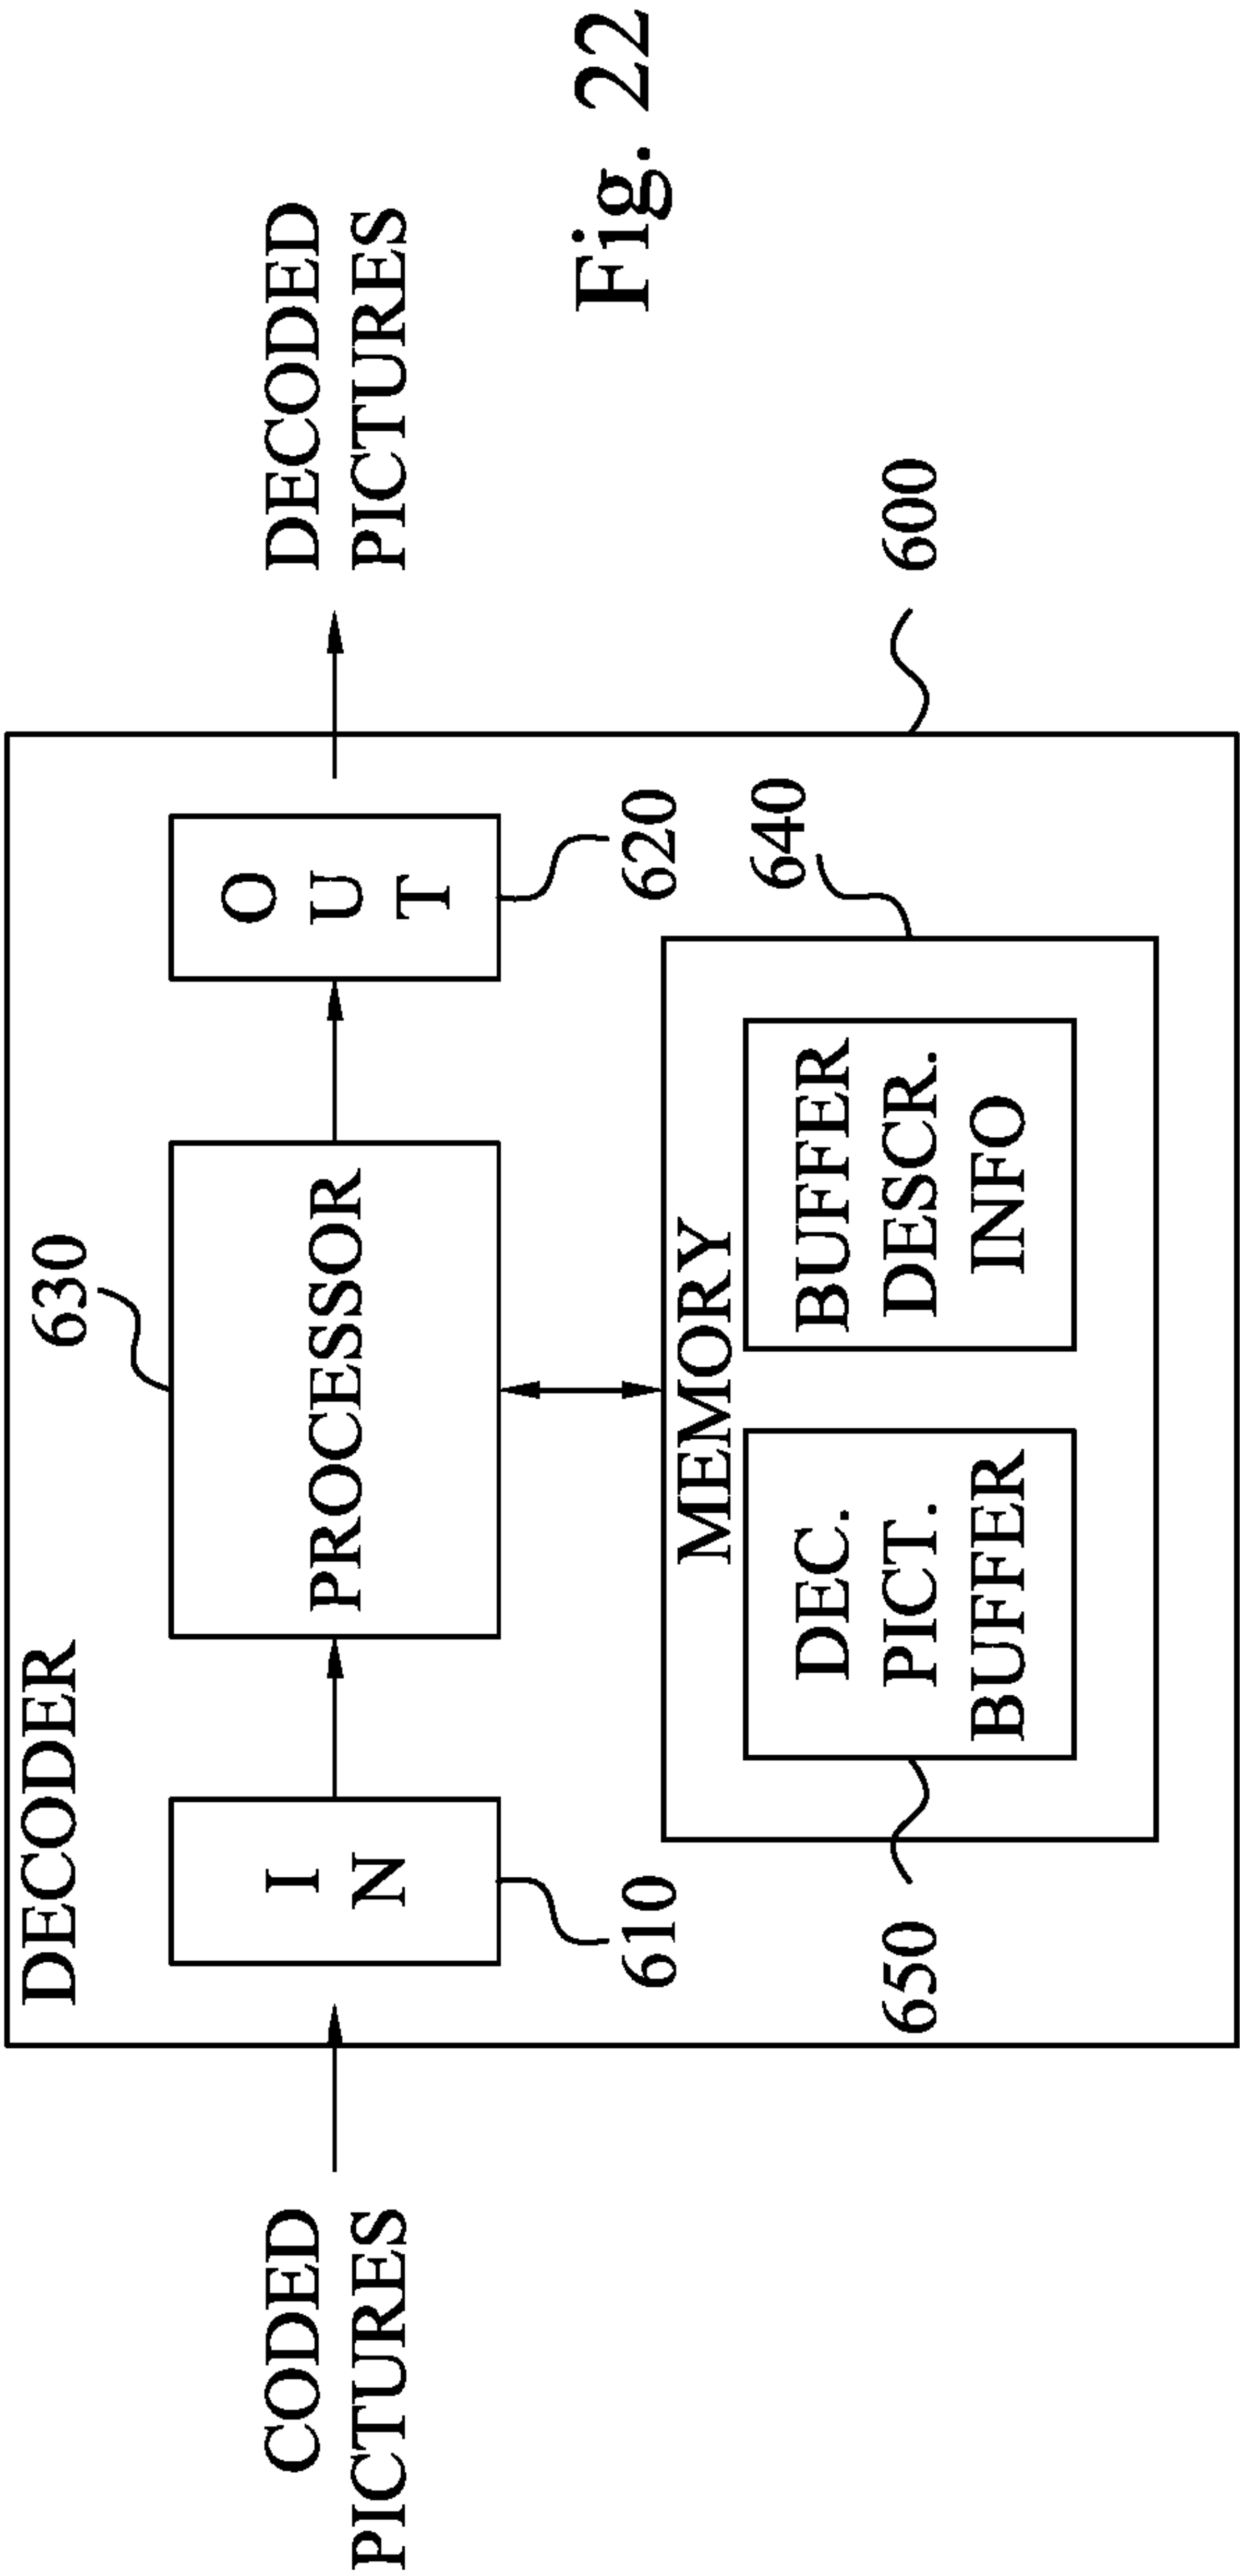 DECODER
630
CODED
PICTURES
I
N
PROCESSOR
O
U
T
DECODED
PICTURES
610
620
MEMORY
640
DEC.
PICT.
BUFFER
BUFFER
DESCR.
INFO
650
600
Fig. 22